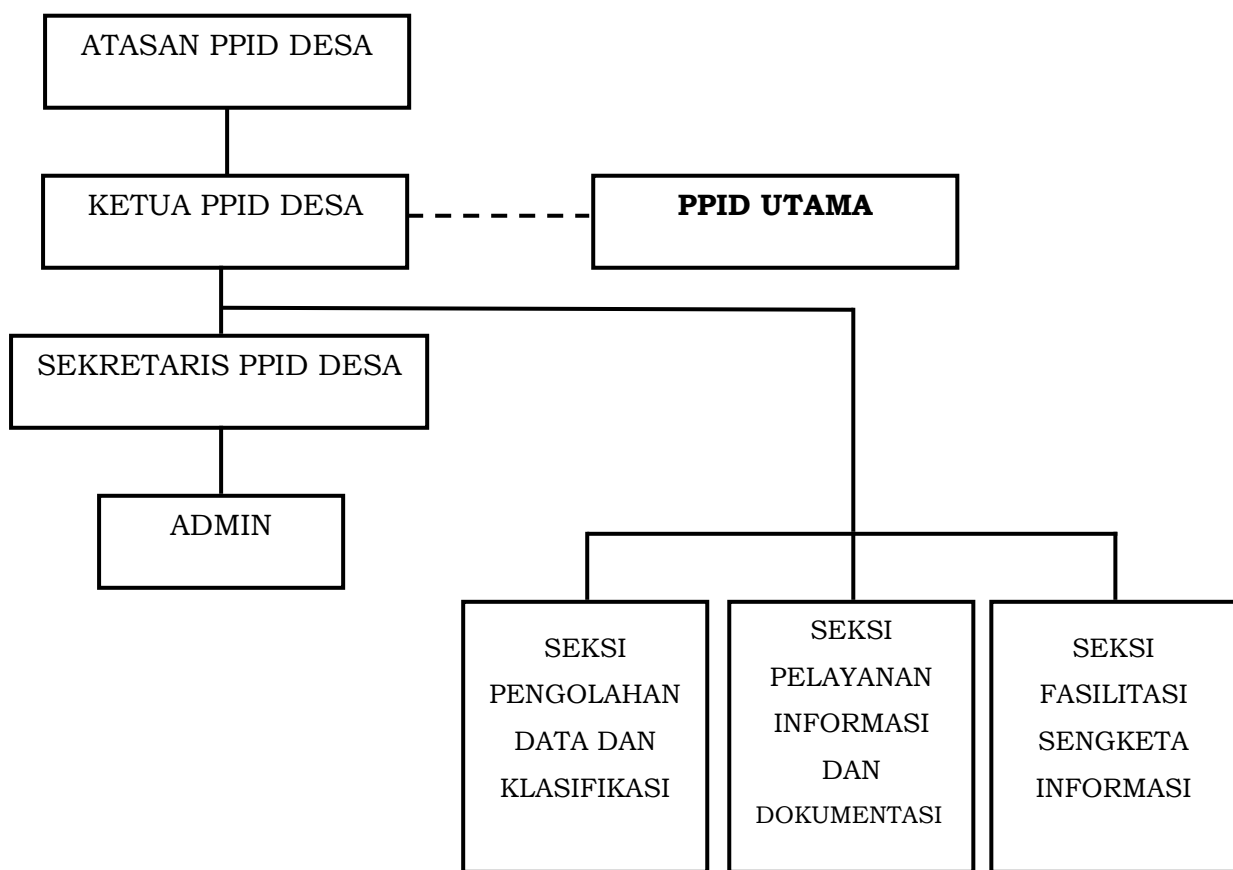 ATASAN PPID DESA
KETUA PPID DESA
PPID UTAMA
SEKRETARIS PPID DESA
ADMIN
SEKSI
PENGOLAHAN
DATA DAN
KLASIFIKASI
SEKSI
PELAYANAN
INFORMASI
DAN
DOKUMENTASI
SEKSI
FASILITASI
SENGKETA
INFORMASI